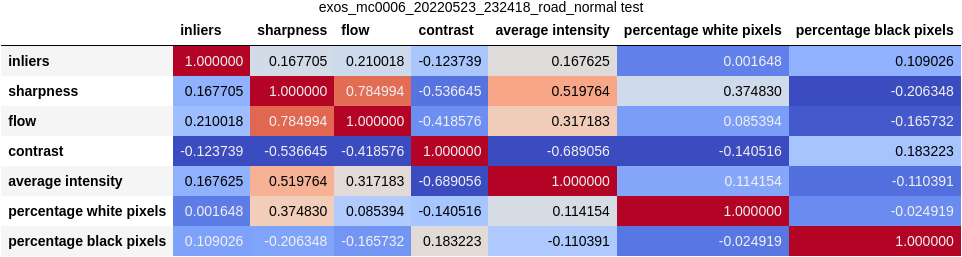 exos_mc0006_20220523_232418_road_normal test
inliers sharpness flow contrast average intensity percentage white pixels percentage black pixels
inliers 1.000000 0.167705 0.210018 -0.123739 0.167625 0.001648 0.109026
sharpness 0.167705 1.000000 0.784994 -0.536645 0.519764 0.374830 -0.206348
flow 0.210018 0.784994 1.000000 -0.418576 0.317183 0.085394 -0.165732
contrast -0.123739 -0.536645 -0.418576 1.000000 -0.689056 -0.140516 0.183223
average intensity 0.167625 0.519764 0.317183 -0.689056 1.000000 0.114154 -0.110391
percentage white pixels 0.001648 0.374830 0.085394 -0.140516 0.114154 1.000000 -0.024919
percentage black pixels 0.109026 -0.206348 -0.165732 0.183223 -0.110391 -0.024919 1.000000